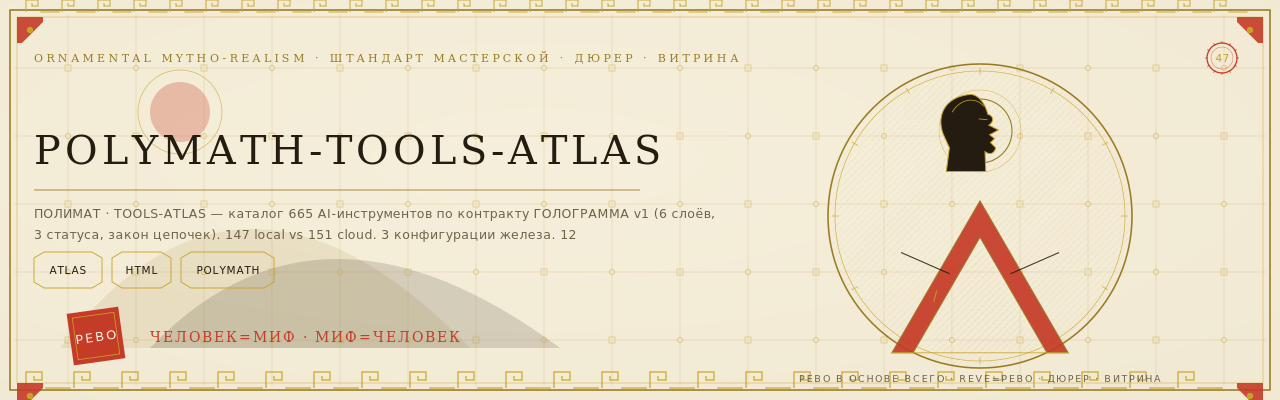 ORNAMENTAL MYTHO-REALISM · ШТАНДАРТ МАСТЕРСКОЙ · ДЮРЕР · ВИТРИНА
47
POLYMATH-TOOLS-ATLAS
ПОЛИМАТ · TOOLS-ATLAS — каталог 665 AI-инструментов по контракту ГОЛОГРАММА v1 (6 слоёв,
3 статуса, закон цепочек). 147 local vs 151 cloud. 3 конфигурации железа. 12
ATLAS HTML POLYMATH
РЕВО
ЧЕЛОВЕК=МИФ · МИФ=ЧЕЛОВЕК
РЕВО В ОСНОВЕ ВСЕГО · REVE=РЕВО · ДЮРЕР · ВИТРИНА